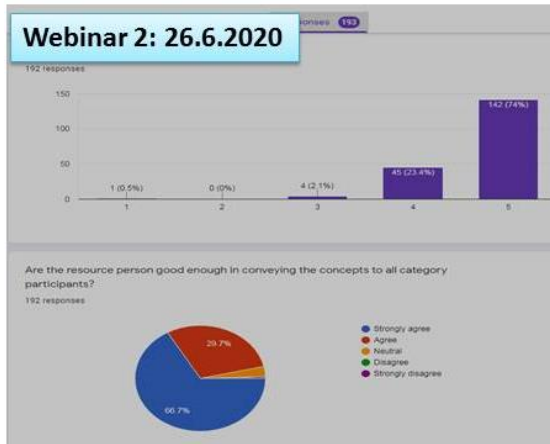 Responses 193
Webinar 2: 26.6.2020
192 responses
150
100
50
0
1 (0.5%)
0 (0%)
4 (2.1%)
45 (23.4%)
142 (74%)
1
2
3
4
5
Are the resource person good enough in conveying the concepts to all category
participants?
192 responses
29.7%
66.7%
Strongly agree
Agree
Neutral
Disagree
Strongly disagree